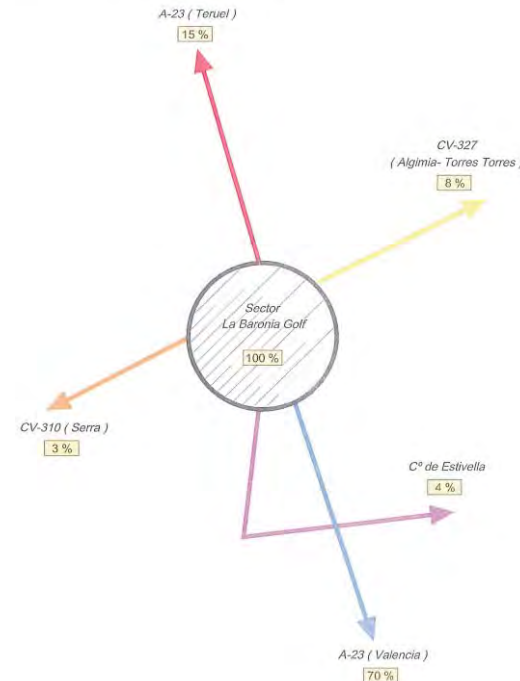 A-23 ( Teruel )
15 %
CV-327
( Algimia- Torres Torres )
8 %
Sector
La Baronia Golf
100 %
CV-310 ( Serra )
3 %
Cº de Estivella
4 %
A-23 ( Valencia )
70 %